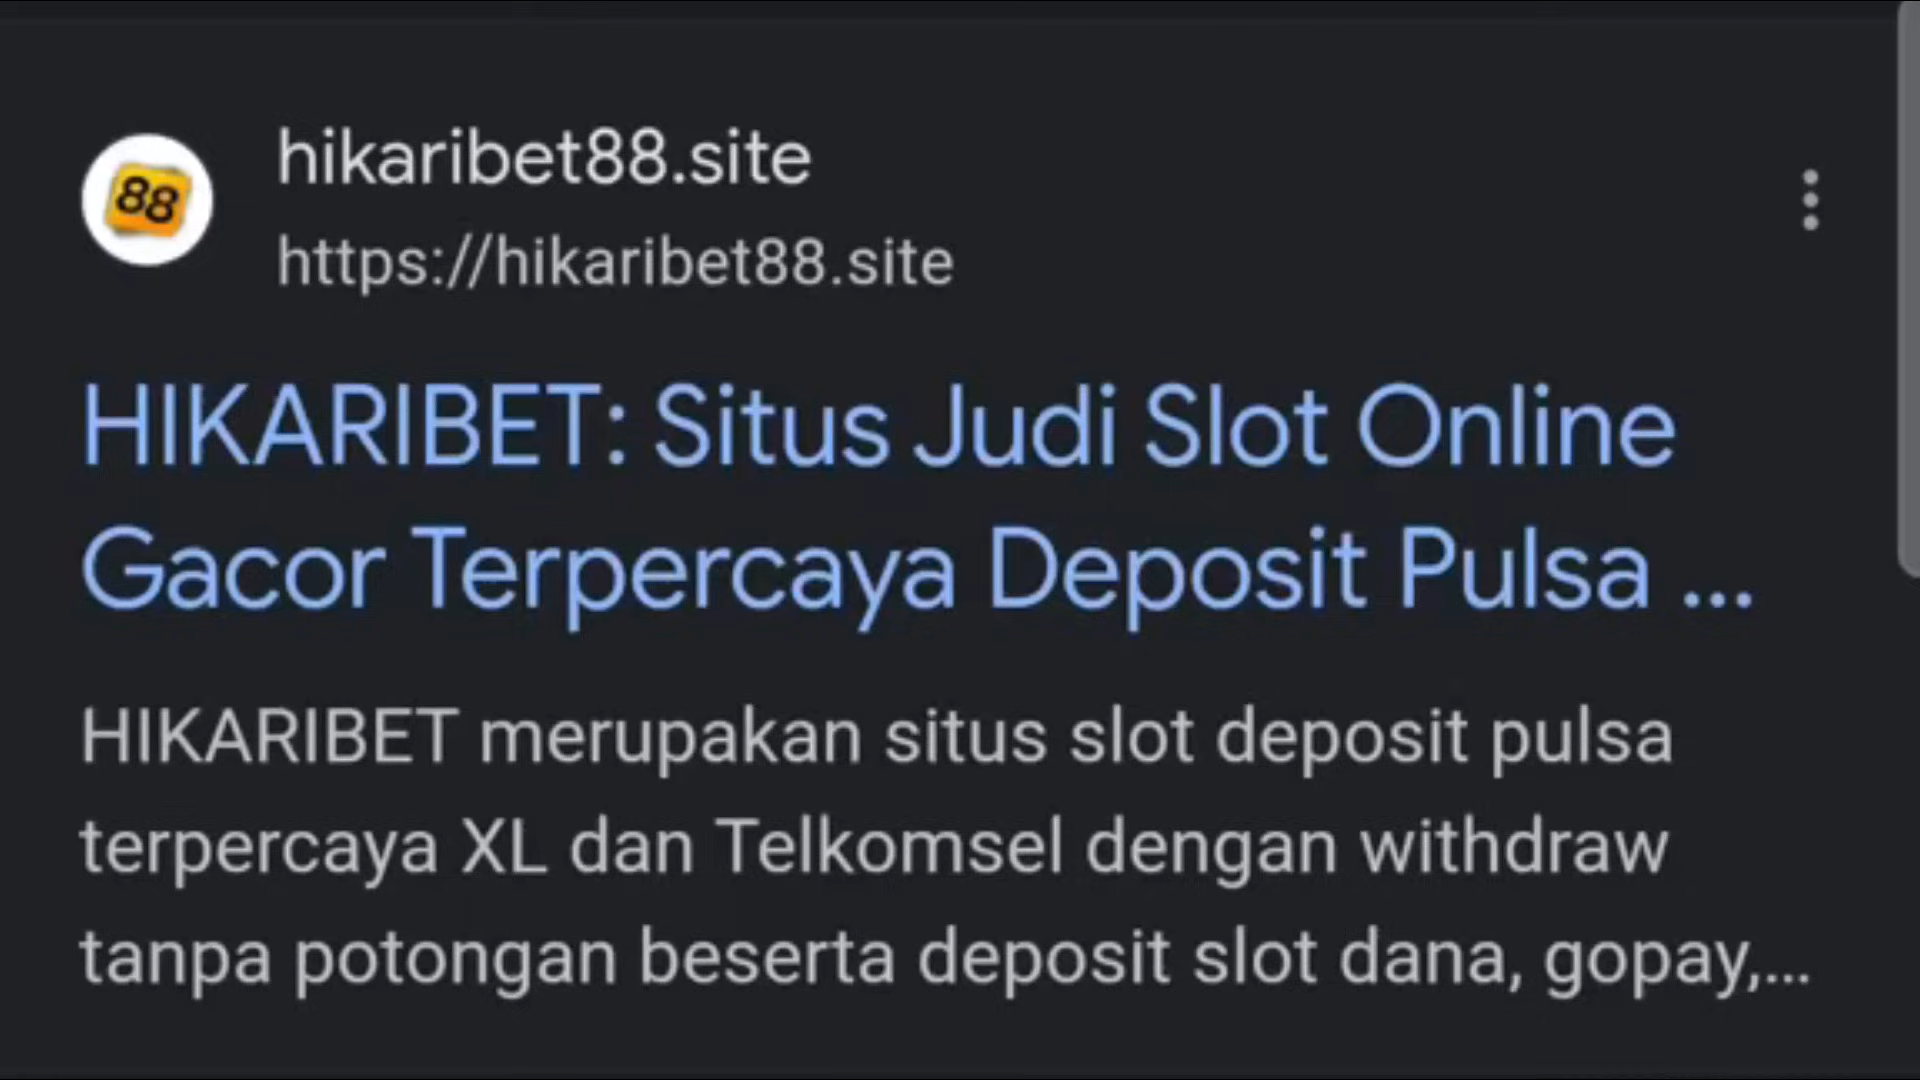 88
hikaribet88.site
https://hikaribet88.site
HIKARIBET: Situs Judi Slot Online
Gacor Terpercaya Deposit Pulsa ...
HIKARIBET merupakan situs slot deposit pulsa
terpercaya XL dan Telkomsel dengan withdraw
tanpa potongan beserta deposit slot dana, gopay,...